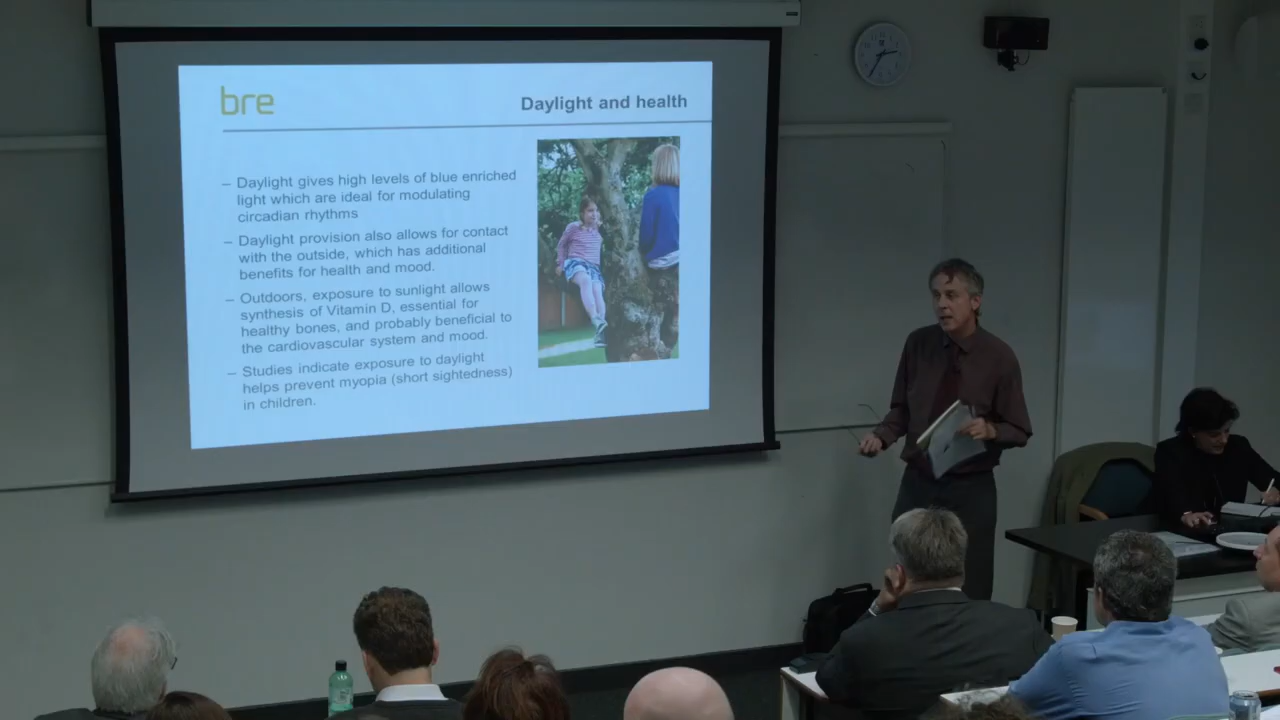 bre
Daylight and health
– Daylight gives high levels of blue enriched
light which are ideal for modulating
circadian rhythms
– Daylight provision also allows for contact
with the outside, which has additional
benefits for health and mood.
– Outdoors, exposure to sunlight allows
synthesis of Vitamin D, essential for
healthy bones, and probably beneficial to
the cardiovascular system and mood.
– Studies indicate exposure to daylight
helps prevent myopia (short sightedness)
in children.